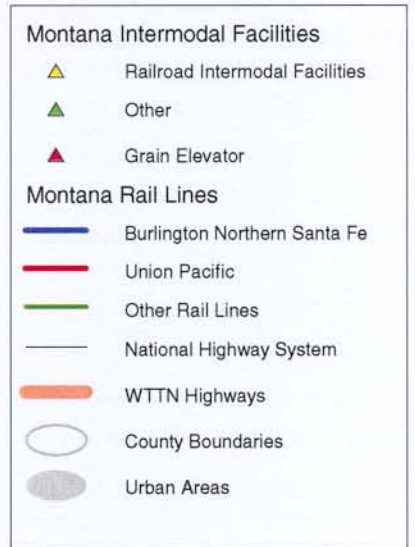 Montana Intermodal Facilities
Railroad Intermodal Facilities
Other
Grain Elevator
Montana Rail Lines
Burlington Northern Santa Fe
Union Pacific
Other Rail Lines
National Highway System
WTTN Highways
County Boundaries
Urban Areas